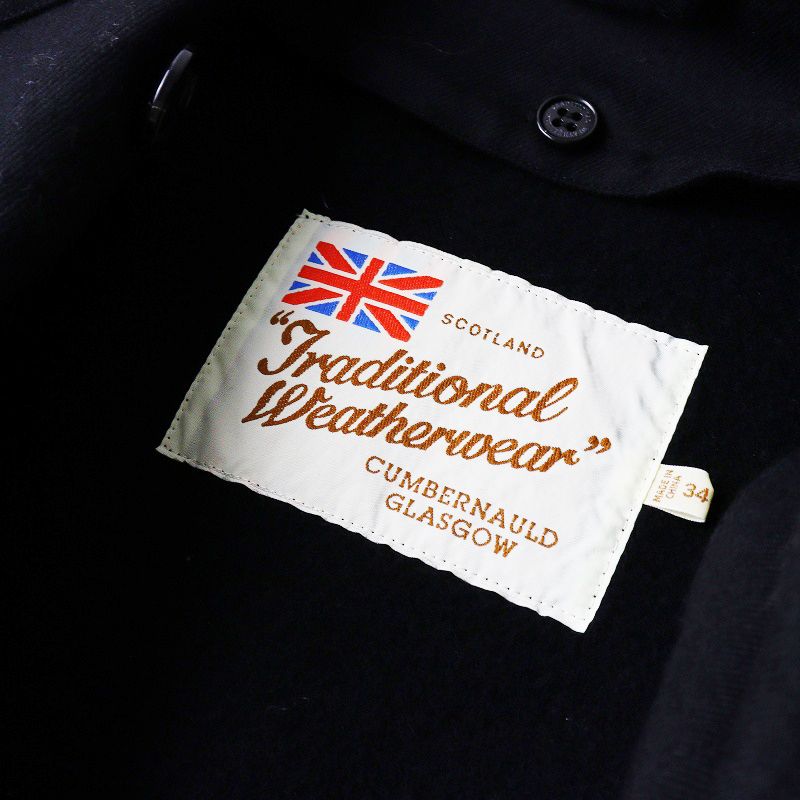 SCOTLAND
“Traditional
Weatherwear”
CUMBERNAULD
GLASGOW
MADE IN
CHINA
34